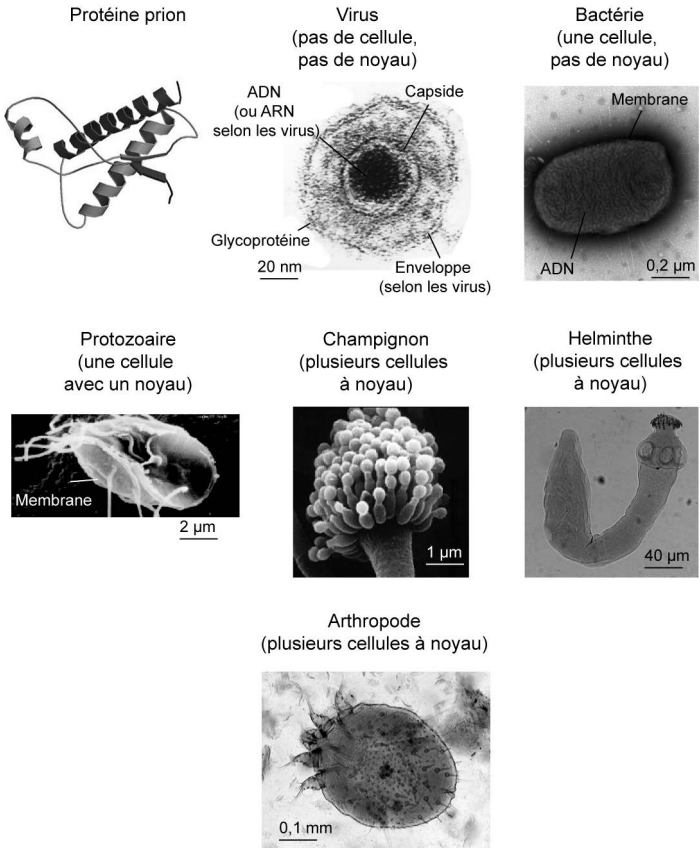 Protéine prion
Virus
(pas de cellule,
pas de noyau)
Bactérie
(une cellule,
pas de noyau)
ADN
(ou ARN
selon les virus)
Capside
Glycoprotéine
Enveloppe
(selon les virus)
20 nm
Membrane
ADN
0,2 µm
Protozoaire
(une cellule
avec un noyau)
Champignon
(plusieurs cellules
à noyau)
Helminthe
(plusieurs cellules
à noyau)
Membrane
2 µm
1 µm
40 µm
Arthropode
(plusieurs cellules à noyau)
0,1 mm